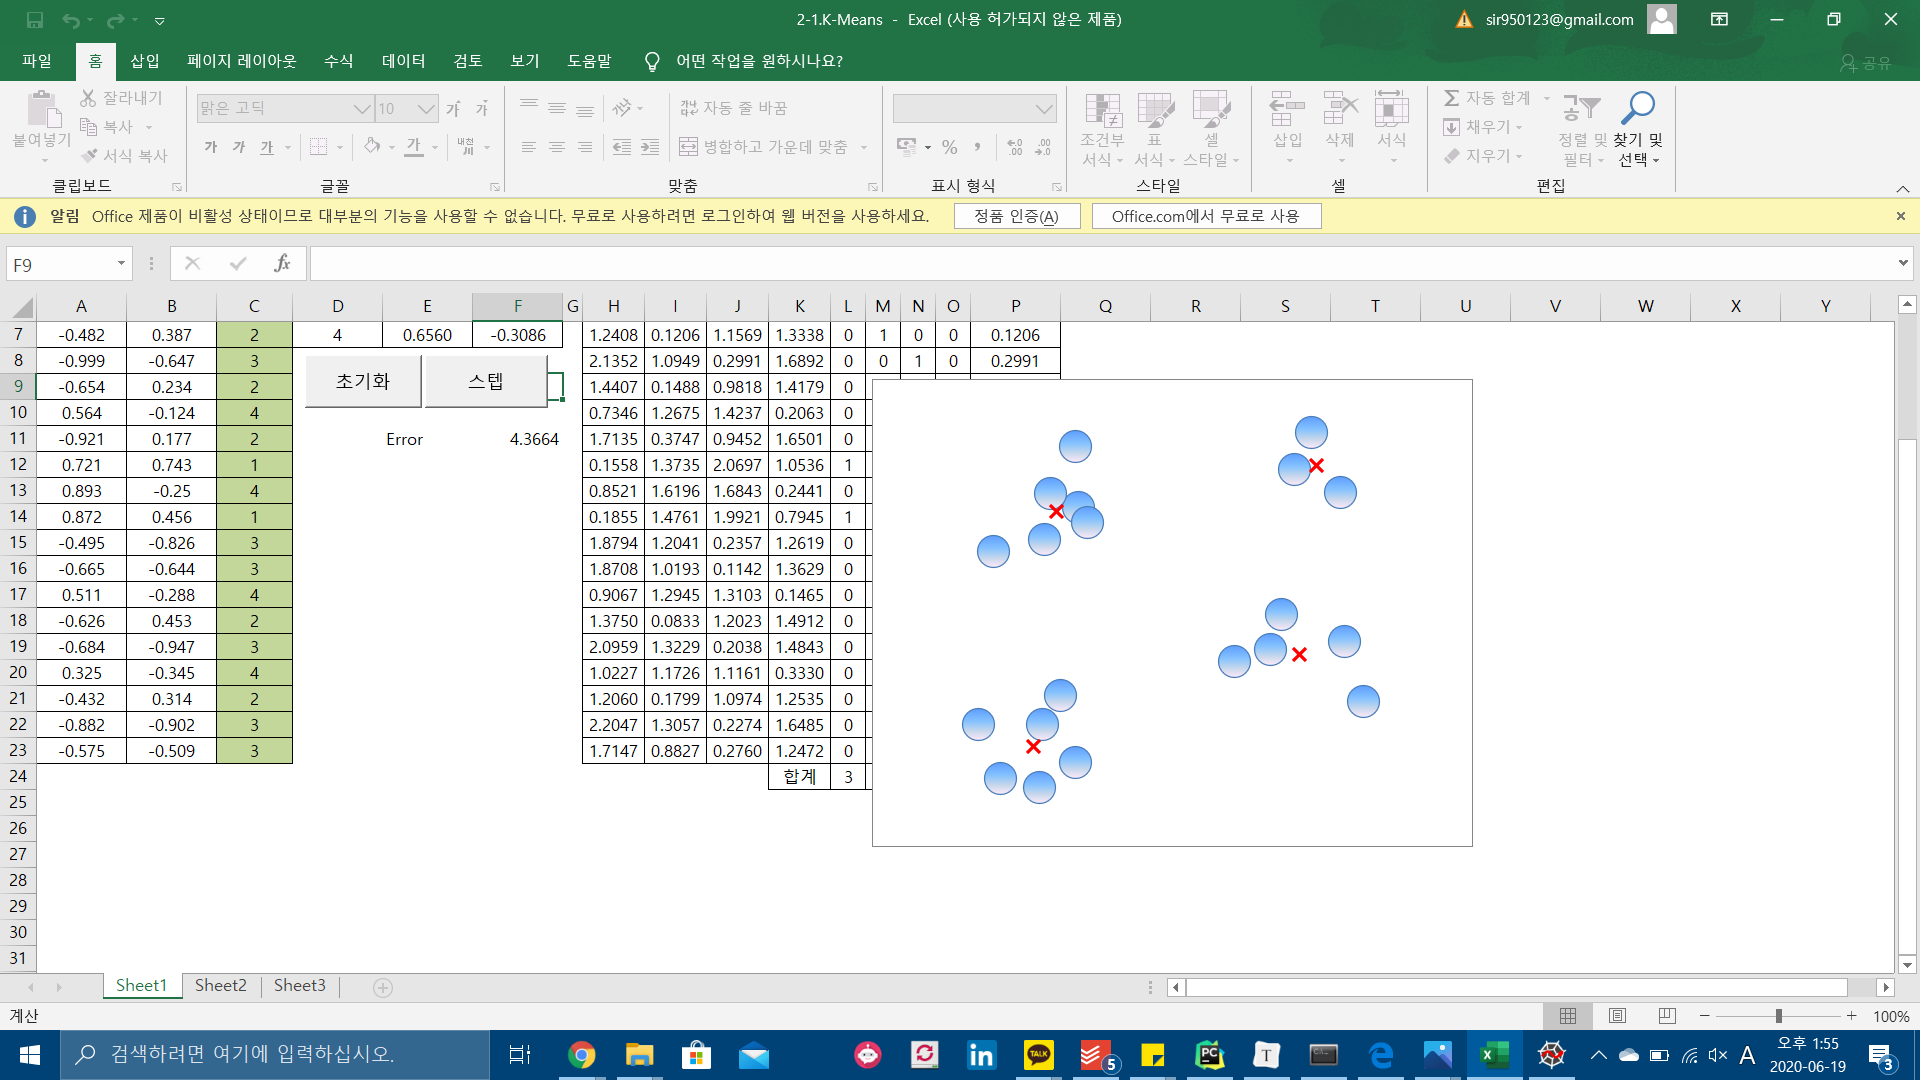 2-1.K-Means - Excel (사용 허가되지 않은 제품)
sir950123@gmail.com
파일 홈 삽입 페이지 레이아웃 수식 데이터 검토 보기 도움말 어떤 작업을 원하시나요? 공유
붙여넣기 잘라내기 복사 서식 복사 클립보드
맑은 고딕 10 가 가 가 가 가 가 내천 글꼴
자동 줄 바꿈 병합하고 가운데 맞춤 맞춤
% 표시 형식
조건부 서식 표 서식 셀 스타일 스타일
삽입 삭제 서식 셀
자동 합계 채우기 지우기 정렬 및 필터 찾기 및 선택 편집
알림 Office 제품이 비활성 상태이므로 대부분의 기능을 사용할 수 없습니다. 무료로 사용하려면 로그인하여 웹 버전을 사용하세요. 정품 인증(A) Office.com에서 무료로 사용
F9 fx
A B C D E F G H I J K L M N O P Q R S T U V W X Y
7 -0.482 0.387 2 4 0.6560 -0.3086 1.2408 0.1206 1.1569 1.3338 0 1 0 0 0.1206
8 -0.999 -0.647 3 2.1352 1.0949 0.2991 1.6892 0 0 1 0 0.2991
초기화 스텝
9 -0.654 0.234 2 1.4407 0.1488 0.9818 1.4179 0
10 0.564 -0.124 4 0.7346 1.2675 1.4237 0.2063 0
11 -0.921 0.177 2 Error 4.3664 1.7135 0.3747 0.9452 1.6501 0
12 0.721 0.743 1 0.1558 1.3735 2.0697 1.0536 1
13 0.893 -0.25 4 0.8521 1.6196 1.6843 0.2441 0
14 0.872 0.456 1 0.1855 1.4761 1.9921 0.7945 1
15 -0.495 -0.826 3 1.8794 1.2041 0.2357 1.2619 0
16 -0.665 -0.644 3 1.8708 1.0193 0.1142 1.3629 0
17 0.511 -0.288 4 0.9067 1.2945 1.3103 0.1465 0
18 -0.626 0.453 2 1.3750 0.0833 1.2023 1.4912 0
19 -0.684 -0.947 3 2.0959 1.3229 0.2038 1.4843 0
20 0.325 -0.345 4 1.0227 1.1726 1.1161 0.3330 0
21 -0.432 0.314 2 1.2060 0.1799 1.0974 1.2535 0
22 -0.882 -0.902 3 2.2047 1.3057 0.2274 1.6485 0
23 -0.575 -0.509 3 1.7147 0.8827 0.2760 1.2472 0
24 합계 3
25
26
27
28
29
30
31
Sheet1 Sheet2 Sheet3
계산 100%
검색하려면 여기에 입력하십시오. in TALK 5 PC T A 오후 1:55
2020-06-19 3